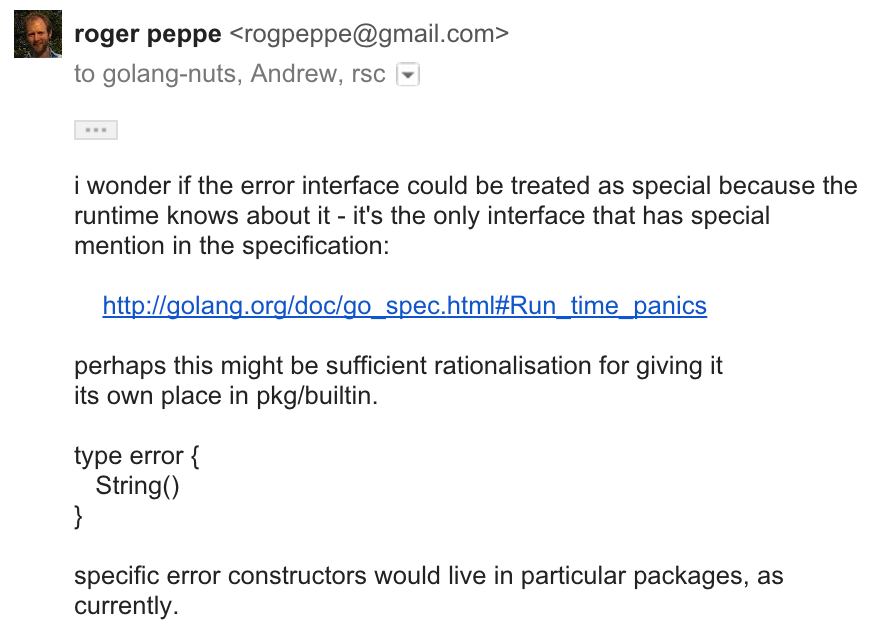 roger peppe <rogpeppe@gmail.com>
to golang-nuts, Andrew, rsc
i wonder if the error interface could be treated as special because the
runtime knows about it - it's the only interface that has special
mention in the specification:
http://golang.org/doc/go_spec.html#Run_time_panics
perhaps this might be sufficient rationalisation for giving it
its own place in pkg/builtin.
type error {
String()
}
specific error constructors would live in particular packages, as
currently.